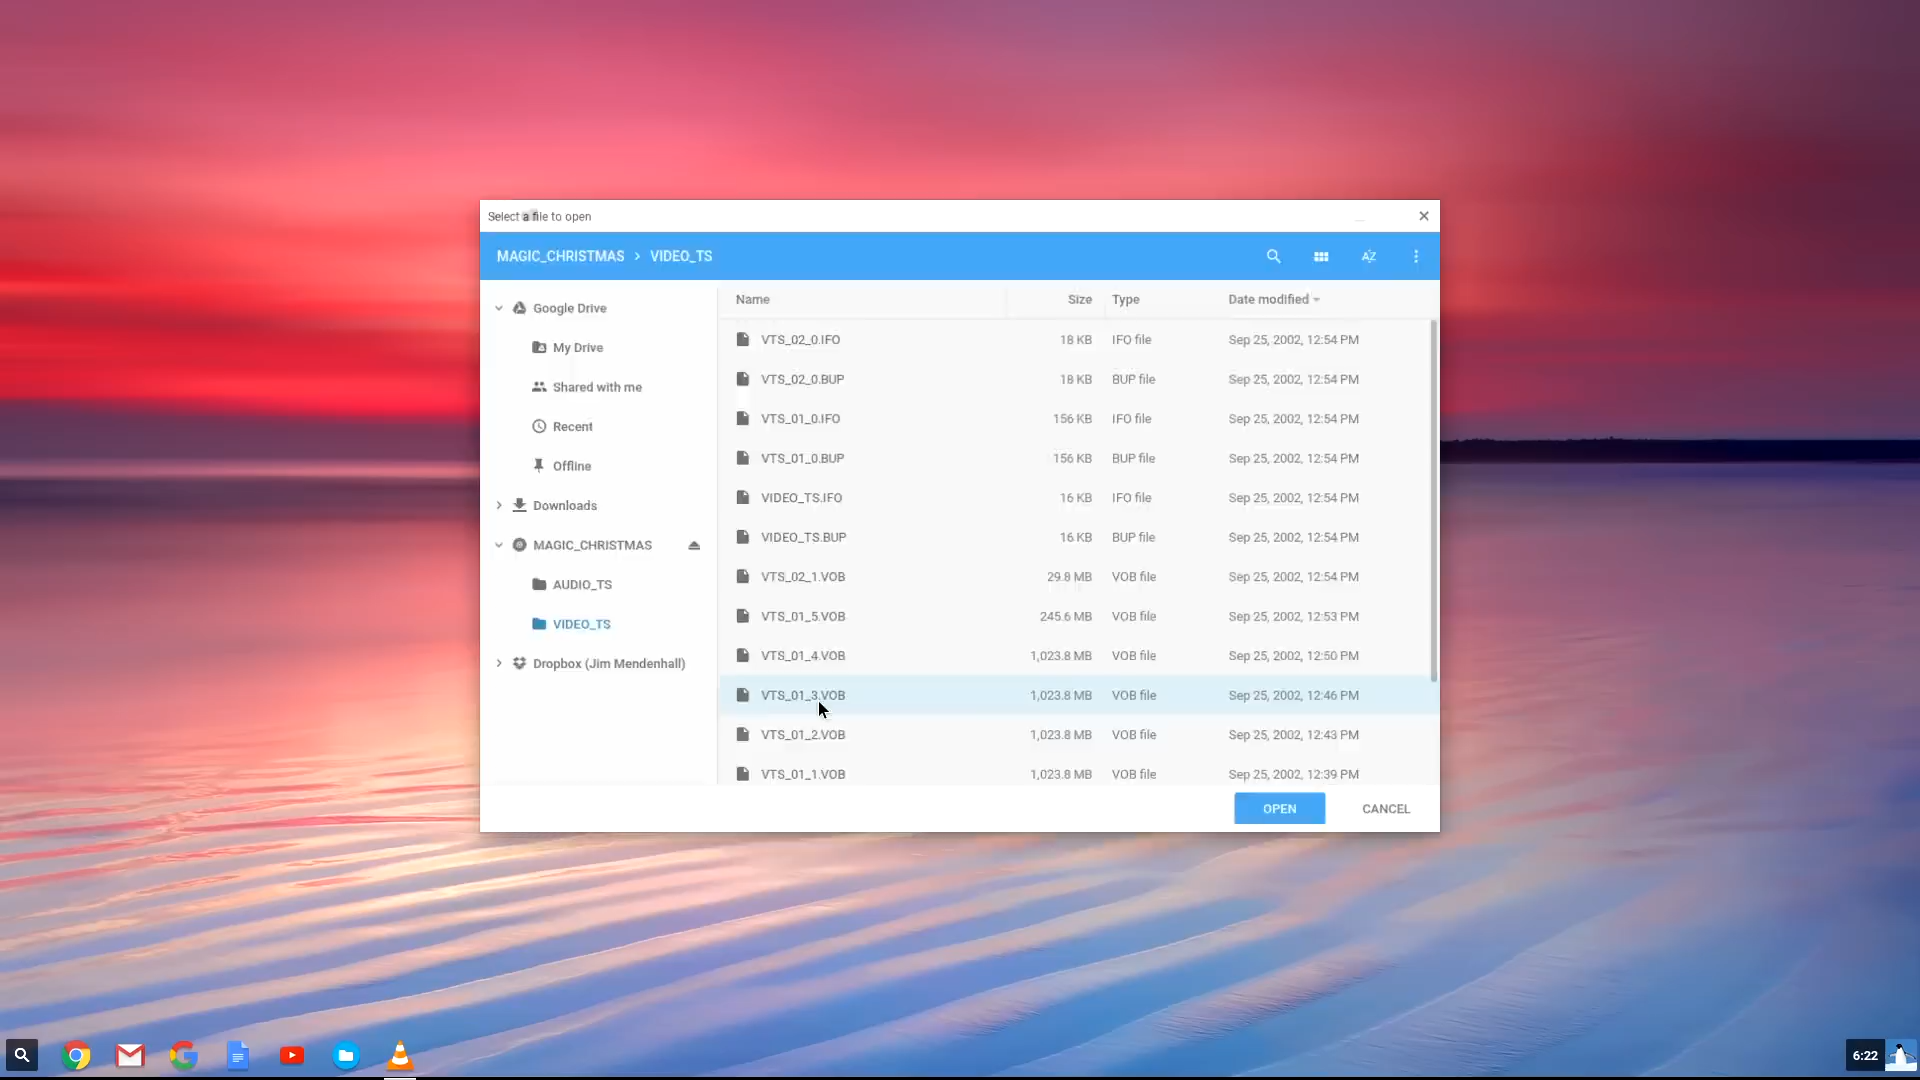 Select a file to open
MAGIC_CHRISTMAS > VIDEO_TS
AZ
Google Drive
My Drive
Shared with me
Recent
Offline
Downloads
MAGIC_CHRISTMAS
AUDIO_TS
VIDEO_TS
Dropbox (Jim Mendenhall)
Name Size Type Date modified
VTS_02_0.IFO 18 KB IFO file Sep 25, 2002, 12:54 PM
VTS_02_0.BUP 18 KB BUP file Sep 25, 2002, 12:54 PM
VTS_01_0.IFO 156 KB IFO file Sep 25, 2002, 12:54 PM
VTS_01_0.BUP 156 KB BUP file Sep 25, 2002, 12:54 PM
VIDEO_TS.IFO 16 KB IFO file Sep 25, 2002, 12:54 PM
VIDEO_TS.BUP 16 KB BUP file Sep 25, 2002, 12:54 PM
VTS_02_1.VOB 29.8 MB VOB file Sep 25, 2002, 12:54 PM
VTS_01_5.VOB 245.6 MB VOB file Sep 25, 2002, 12:53 PM
VTS_01_4.VOB 1,023.8 MB VOB file Sep 25, 2002, 12:50 PM
VTS_01_3.VOB 1,023.8 MB VOB file Sep 25, 2002, 12:46 PM
VTS_01_2.VOB 1,023.8 MB VOB file Sep 25, 2002, 12:43 PM
VTS_01_1.VOB 1,023.8 MB VOB file Sep 25, 2002, 12:39 PM
OPEN CANCEL
6:22